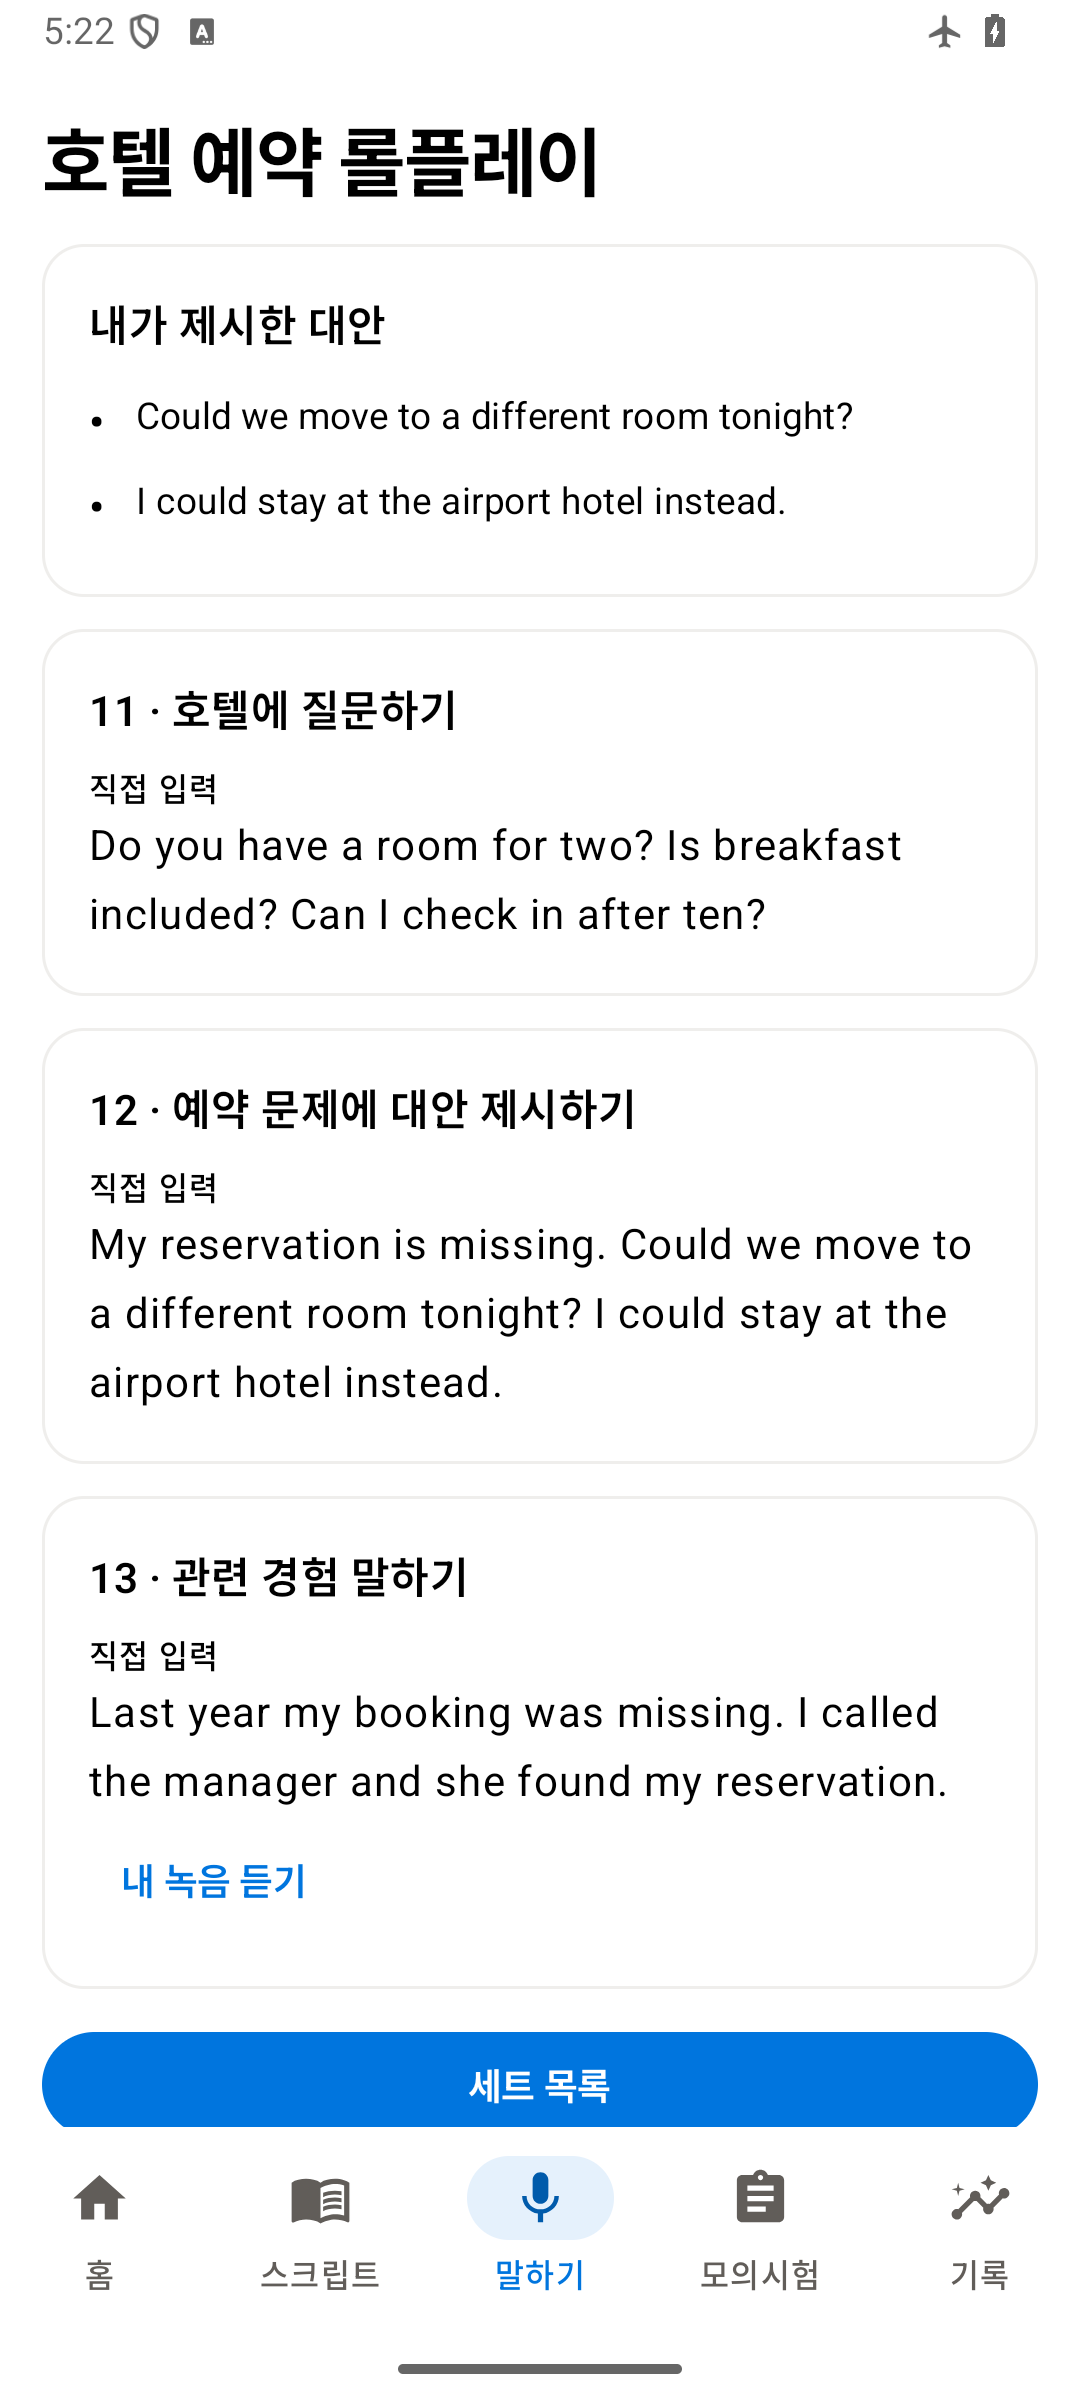 5:22
호텔 예약 롤플레이
내가 제시한 대안
• Could we move to a different room tonight?
• I could stay at the airport hotel instead.
11 · 호텔에 질문하기
직접 입력
Do you have a room for two? Is breakfast
included? Can I check in after ten?
12 · 예약 문제에 대안 제시하기
직접 입력
My reservation is missing. Could we move to
a different room tonight? I could stay at the
airport hotel instead.
13 · 관련 경험 말하기
직접 입력
Last year my booking was missing. I called
the manager and she found my reservation.
내 녹음 듣기
세트 목록
홈 스크립트 말하기 모의시험 기록